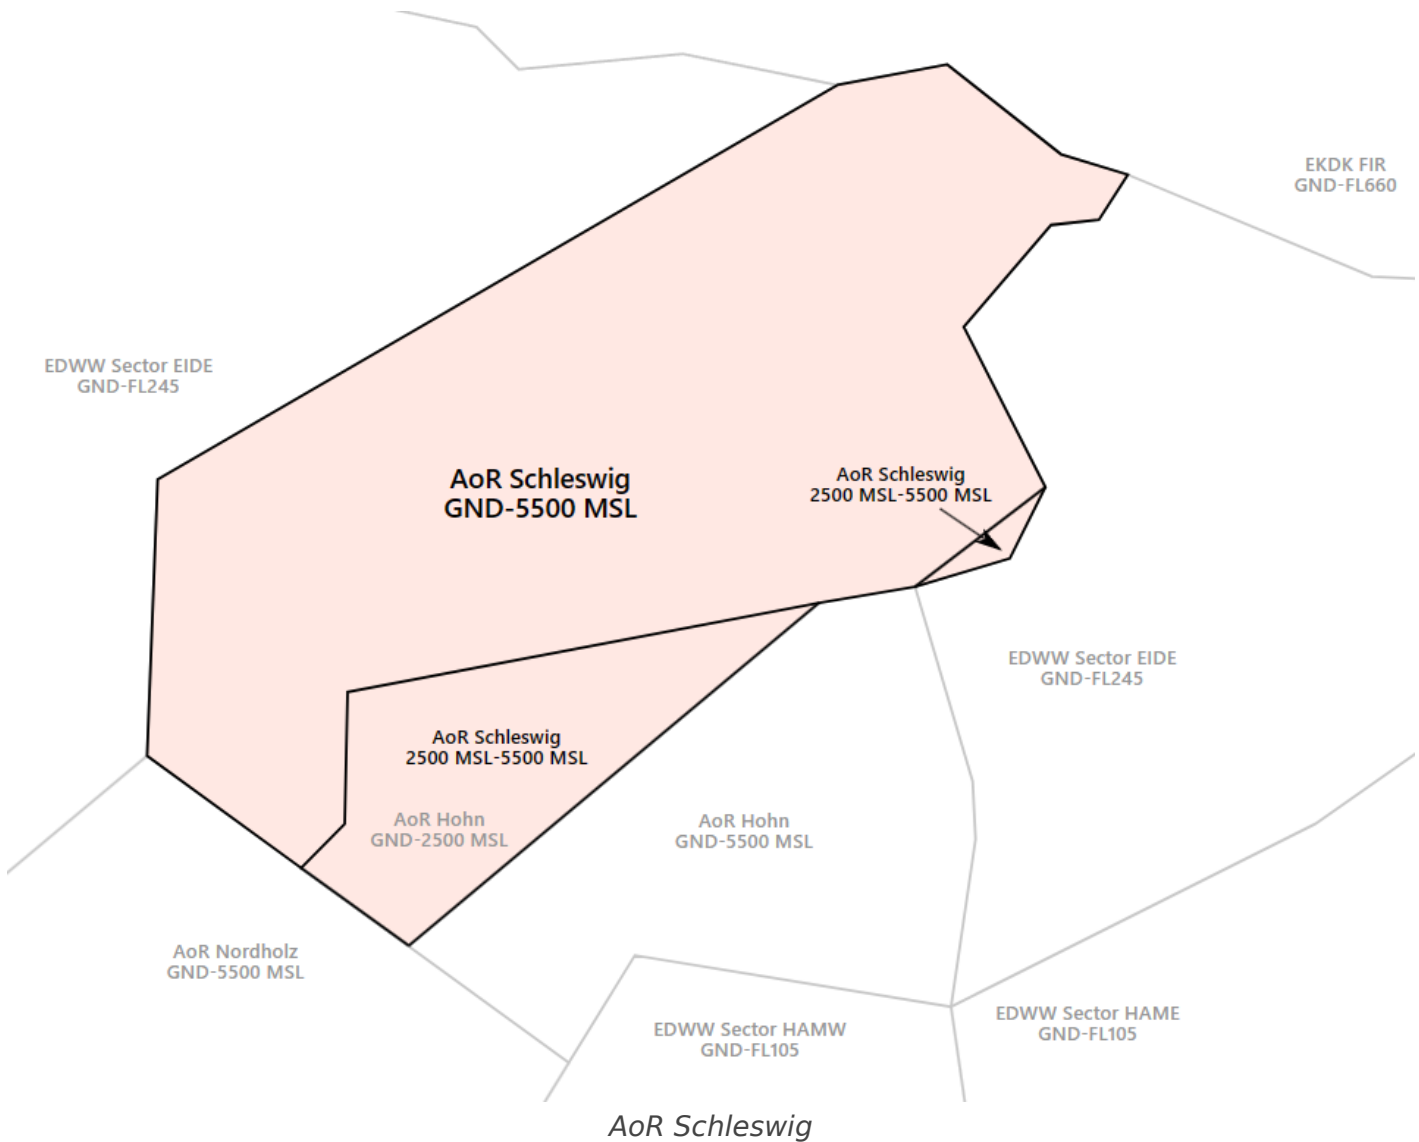 EKDK FIR
GND-FL660
EDWW Sector EIDE
GND-FL245
AoR Schleswig
GND-5500 MSL
AoR Schleswig
2500 MSL-5500 MSL
EDWW Sector EIDE
GND-FL245
AoR Schleswig
2500 MSL-5500 MSL
AoR Hohn
GND-2500 MSL
AoR Hohn
GND-5500 MSL
AoR Nordholz
GND-5500 MSL
EDWW Sector HAMW
GND-FL105
EDWW Sector HAME
GND-FL105
AoR Schleswig